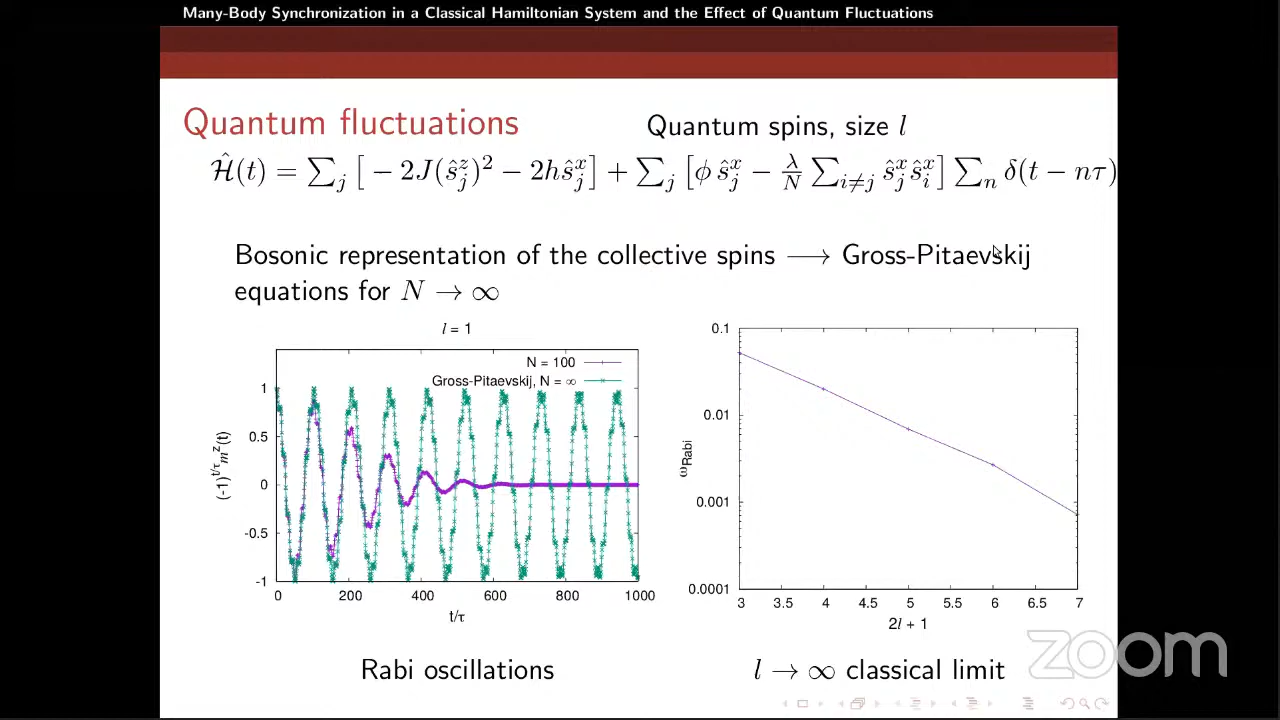 Many-Body Synchronization in a Classical Hamiltonian System and the Effect of Quantum Fluctuations
Quantum fluctuations
Quantum spins, size l
Ĥ(t) = ∑_j [ − 2J(ŝ_j^z)² − 2hŝ_j^x ] + ∑_j [ϕ ŝ_j^x − λ/N ∑_{i≠j} ŝ_j^x ŝ_i^x ] ∑_n δ(t − nτ)
Bosonic representation of the collective spins ⟶ Gross-Pitaevskij
equations for N → ∞
l = 1
N = 100
Gross-Pitaevskij, N = ∞
(-1)^{t/τ} m^z(t)
1
0.5
0
-0.5
-1
0 200 400 600 800 1000
t/τ
0.1
0.01
0.001
0.0001
ω_Rabi
3 3.5 4 4.5 5 5.5 6 6.5 7
2l + 1
Rabi oscillations
l → ∞ classical limit
zoom